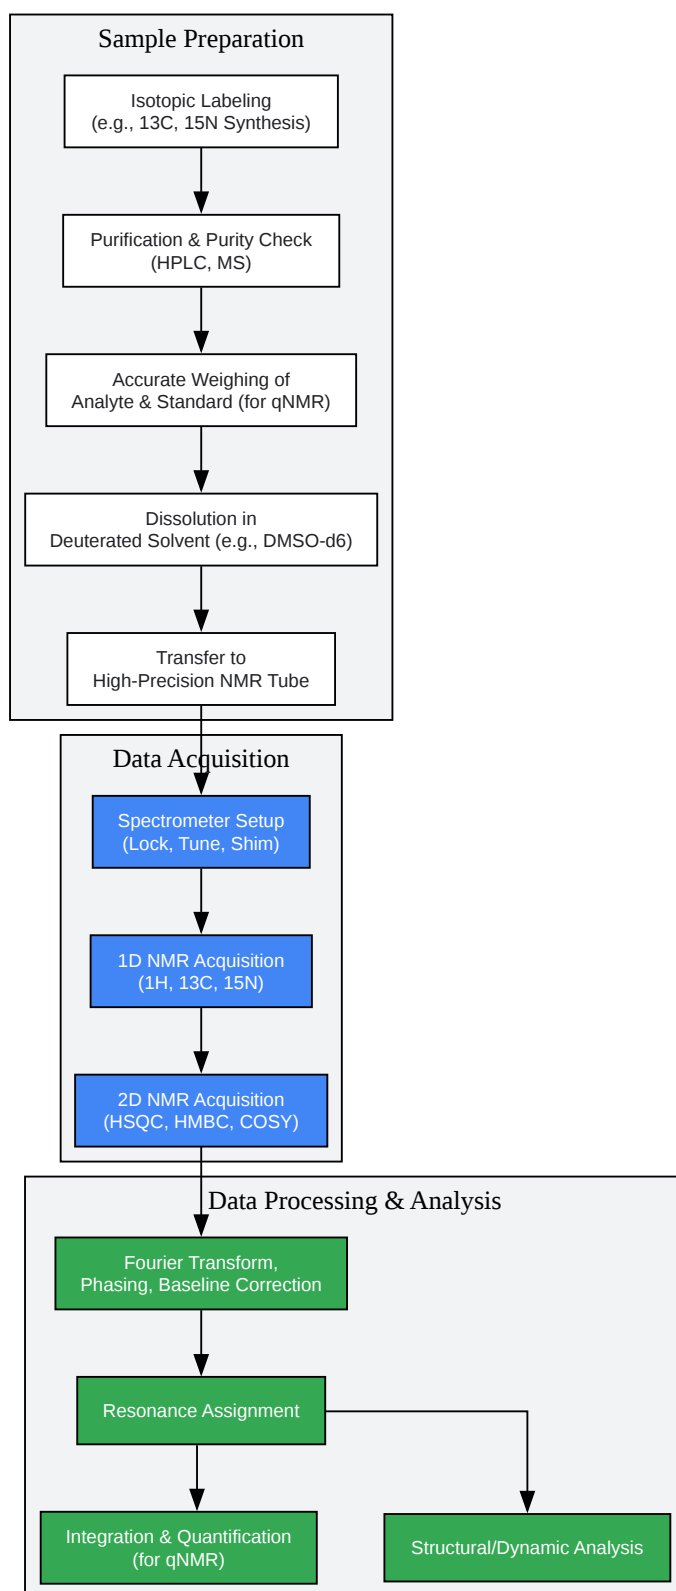 Sample Preparation
Isotopic Labeling
(e.g., 13C, 15N Synthesis)
Purification & Purity Check
(HPLC, MS)
Accurate Weighing of
Analyte & Standard (for qNMR)
Dissolution in
Deuterated Solvent (e.g., DMSO-d6)
Transfer to
High-Precision NMR Tube
Data Acquisition
Spectrometer Setup
(Lock, Tune, Shim)
1D NMR Acquisition
(1H, 13C, 15N)
2D NMR Acquisition
(HSQC, HMBC, COSY)
Data Processing & Analysis
Fourier Transform,
Phasing, Baseline Correction
Resonance Assignment
Integration & Quantification
(for qNMR)
Structural/Dynamic Analysis